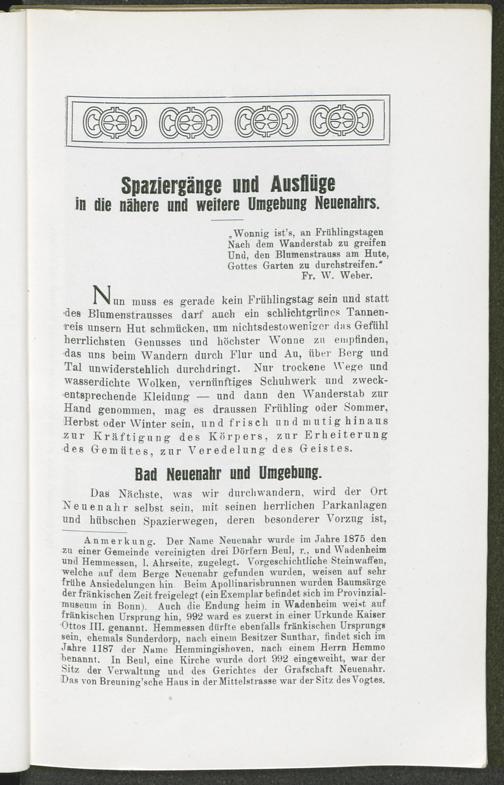 Spaziergänge und Ausflüge
in die nähere und weitere Umgebung Neuenahrs.
„Wonnig ist's, an Frühlingstagen
Nach dem Wanderstab zu greifen
Und, den Blumenstrauss am Hute,
Gottes Garten zu durchstreifen."
Fr. W. Weber.
Nun muss es gerade kein Frühlingstag sein und statt
des Blumenstrausses darf auch ein schlichtgrünes Tannen-
reis unsern Hut schmücken, um nichtsdestoweniger das Gefühl
herrlichsten Genusses und höchster Wonne zu empfinden,
das uns beim Wandern durch Flur und Au, über Berg und
Tal unwiderstehlich durchdringt. Nur trockene Wege und
wasserdichte Wolken, vernünftiges Schuhwerk und zweck-
entsprechende Kleidung — und dann den Wanderstab zur
Hand genommen, mag es draussen Frühling oder Sommer,
Herbst oder Winter sein, und frisch und mutig hinaus
zur Kräftigung des Körpers, zur Erheiterung
des Gemütes, zur Veredelung des Geistes.
Bad Neuenahr und Umgebung.
Das Nächste, was wir durchwandern, wird der Ort
Neuenahr selbst sein, mit seinen herrlichen Parkanlagen
und hübschen Spazierwegen, deren besonderer Vorzug ist,
Anmerkung. Der Name Neuenahr wurde im Jahre 1875 den
zu einer Gemeinde vereinigten drei Dörfern Beul, r., und Wadenheim
und Hemmessen, l. Ahrseite, zugelegt. Vorgeschichtliche Steinwaffen,
welche auf dem Berge Neuenahr gefunden wurden, weisen auf sehr
frühe Ansiedelungen hin. Beim Apollinarisbrunnen wurden Baumsärge
der fränkischen Zeit freigelegt (ein Exemplar befindet sich im Provinzial-
museum in Bonn). Auch die Endung heim in Wadenheim weist auf
fränkischen Ursprung hin, 992 ward es zuerst in einer Urkunde Kaiser
Ottos III. genannt. Hemmessen dürfte ebenfalls fränkischen Ursprungs
sein, ehemals Sunderdorp, nach einem Besitzer Sunthar, findet sich im
Jahre 1187 der Name Hemmingishoven, nach einem Herrn Hemmo
benannt. In Beul, eine Kirche wurde dort 992 eingeweiht, war der
Sitz der Verwaltung und des Gerichtes der Grafschaft Neuenahr.
Das von Breuning'sche Haus in der Mittelstrasse war der Sitz des Vogtes.